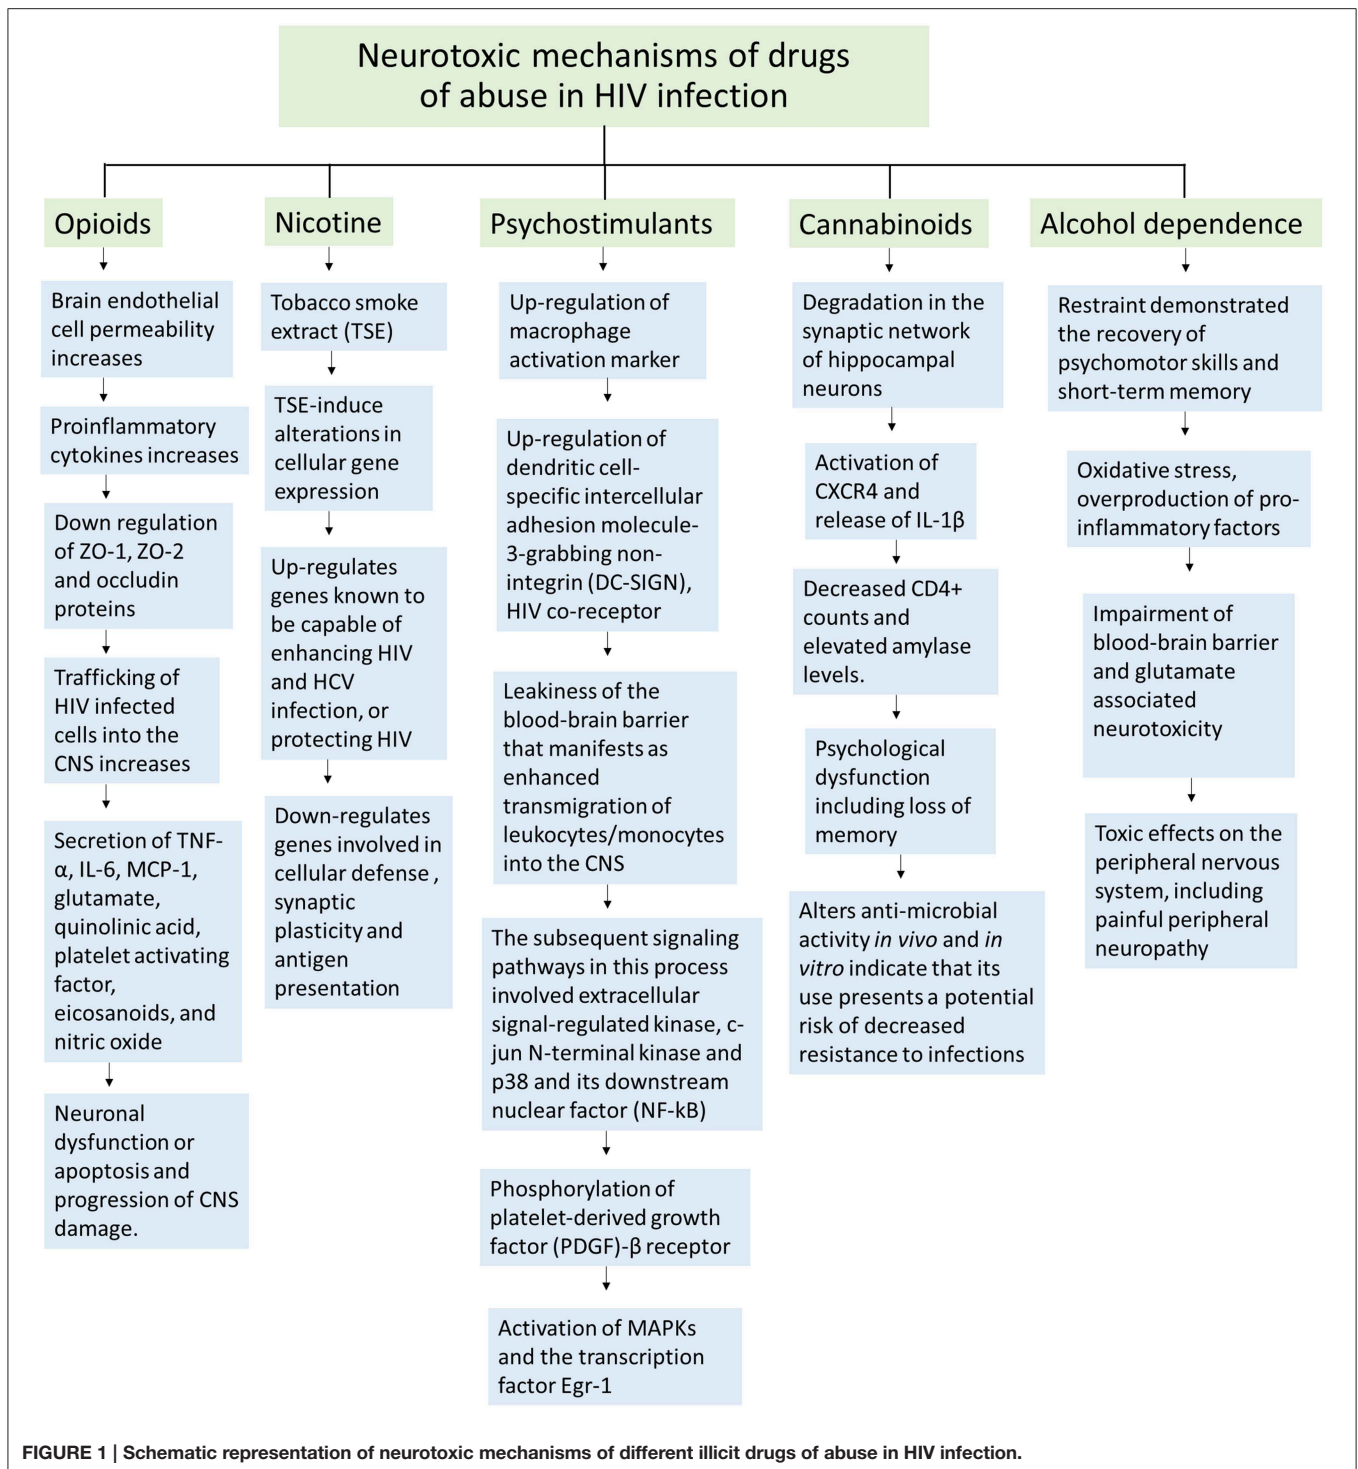 Neurotoxic mechanisms of drugs
of abuse in HIV infection
Opioids
Brain endothelial
cell permeability
increases
Proinflammatory
cytokines increases
Down regulation
of ZO-1, ZO-2
and occludin
proteins
Trafficking of
HIV infected
cells into the
CNS increases
Secretion of TNF-
α, IL-6, MCP-1,
glutamate,
quinolinic acid,
platelet activating
factor,
eicosanoids, and
nitric oxide
Neuronal
dysfunction or
apoptosis and
progression of CNS
damage.
Nicotine
Tobacco smoke
extract (TSE)
TSE-induce
alterations in
cellular gene
expression
Up-regulates
genes known to
be capable of
enhancing HIV
and HCV
infection, or
protecting HIV
Down-regulates
genes involved in
cellular defense ,
synaptic
plasticity and
antigen
presentation
Psychostimulants
Up-regulation of
macrophage
activation marker
Up-regulation of
dendritic cell-
specific intercellular
adhesion molecule-
3-grabbing non-
integrin (DC-SIGN),
HIV co-receptor
Leakiness of the
blood-brain barrier
that manifests as
enhanced
transmigration of
leukocytes/monocytes
into the CNS
The subsequent signaling
pathways in this process
involved extracellular
signal-regulated kinase, c-
jun N-terminal kinase and
p38 and its downstream
nuclear factor (NF-kB)
Phosphorylation of
platelet-derived growth
factor (PDGF)-β receptor
Activation of MAPKs
and the transcription
factor Egr-1
Cannabinoids
Degradation in the
synaptic network
of hippocampal
neurons
Activation of
CXCR4 and
release of IL-1β
Decreased CD4+
counts and
elevated amylase
levels.
Psychological
dysfunction
including loss of
memory
Alters anti-microbial
activity in vivo and in
vitro indicate that its
use presents a potential
risk of decreased
resistance to infections
Alcohol dependence
Restraint demonstrated
the recovery of
psychomotor skills and
short-term memory
Oxidative stress,
overproduction of pro-
inflammatory factors
Impairment of
blood-brain barrier
and glutamate
associated
neurotoxicity
Toxic effects on the
peripheral nervous
system, including
painful peripheral
neuropathy
FIGURE 1 | Schematic representation of neurotoxic mechanisms of different illicit drugs of abuse in HIV infection.